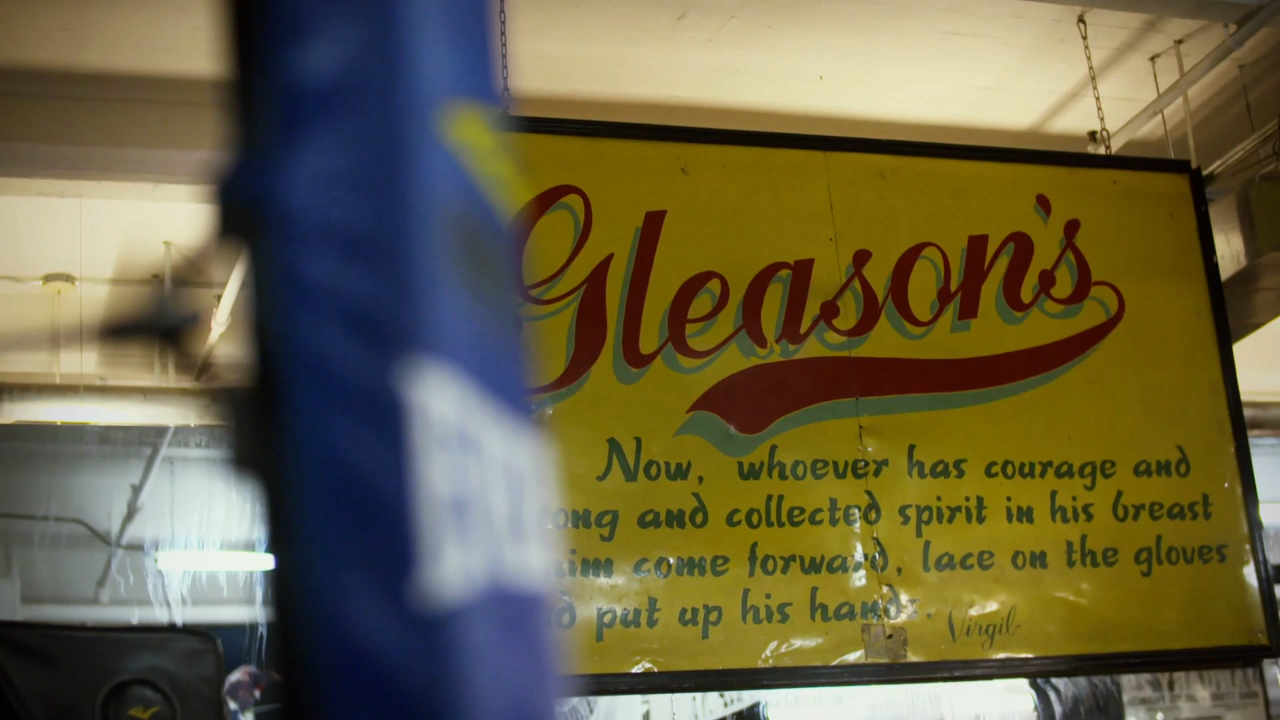 Gleason's
Now, whoever has courage and
ong and collected spirit in his breast
im come forward, lace on the gloves
put up his hands.
Virgil